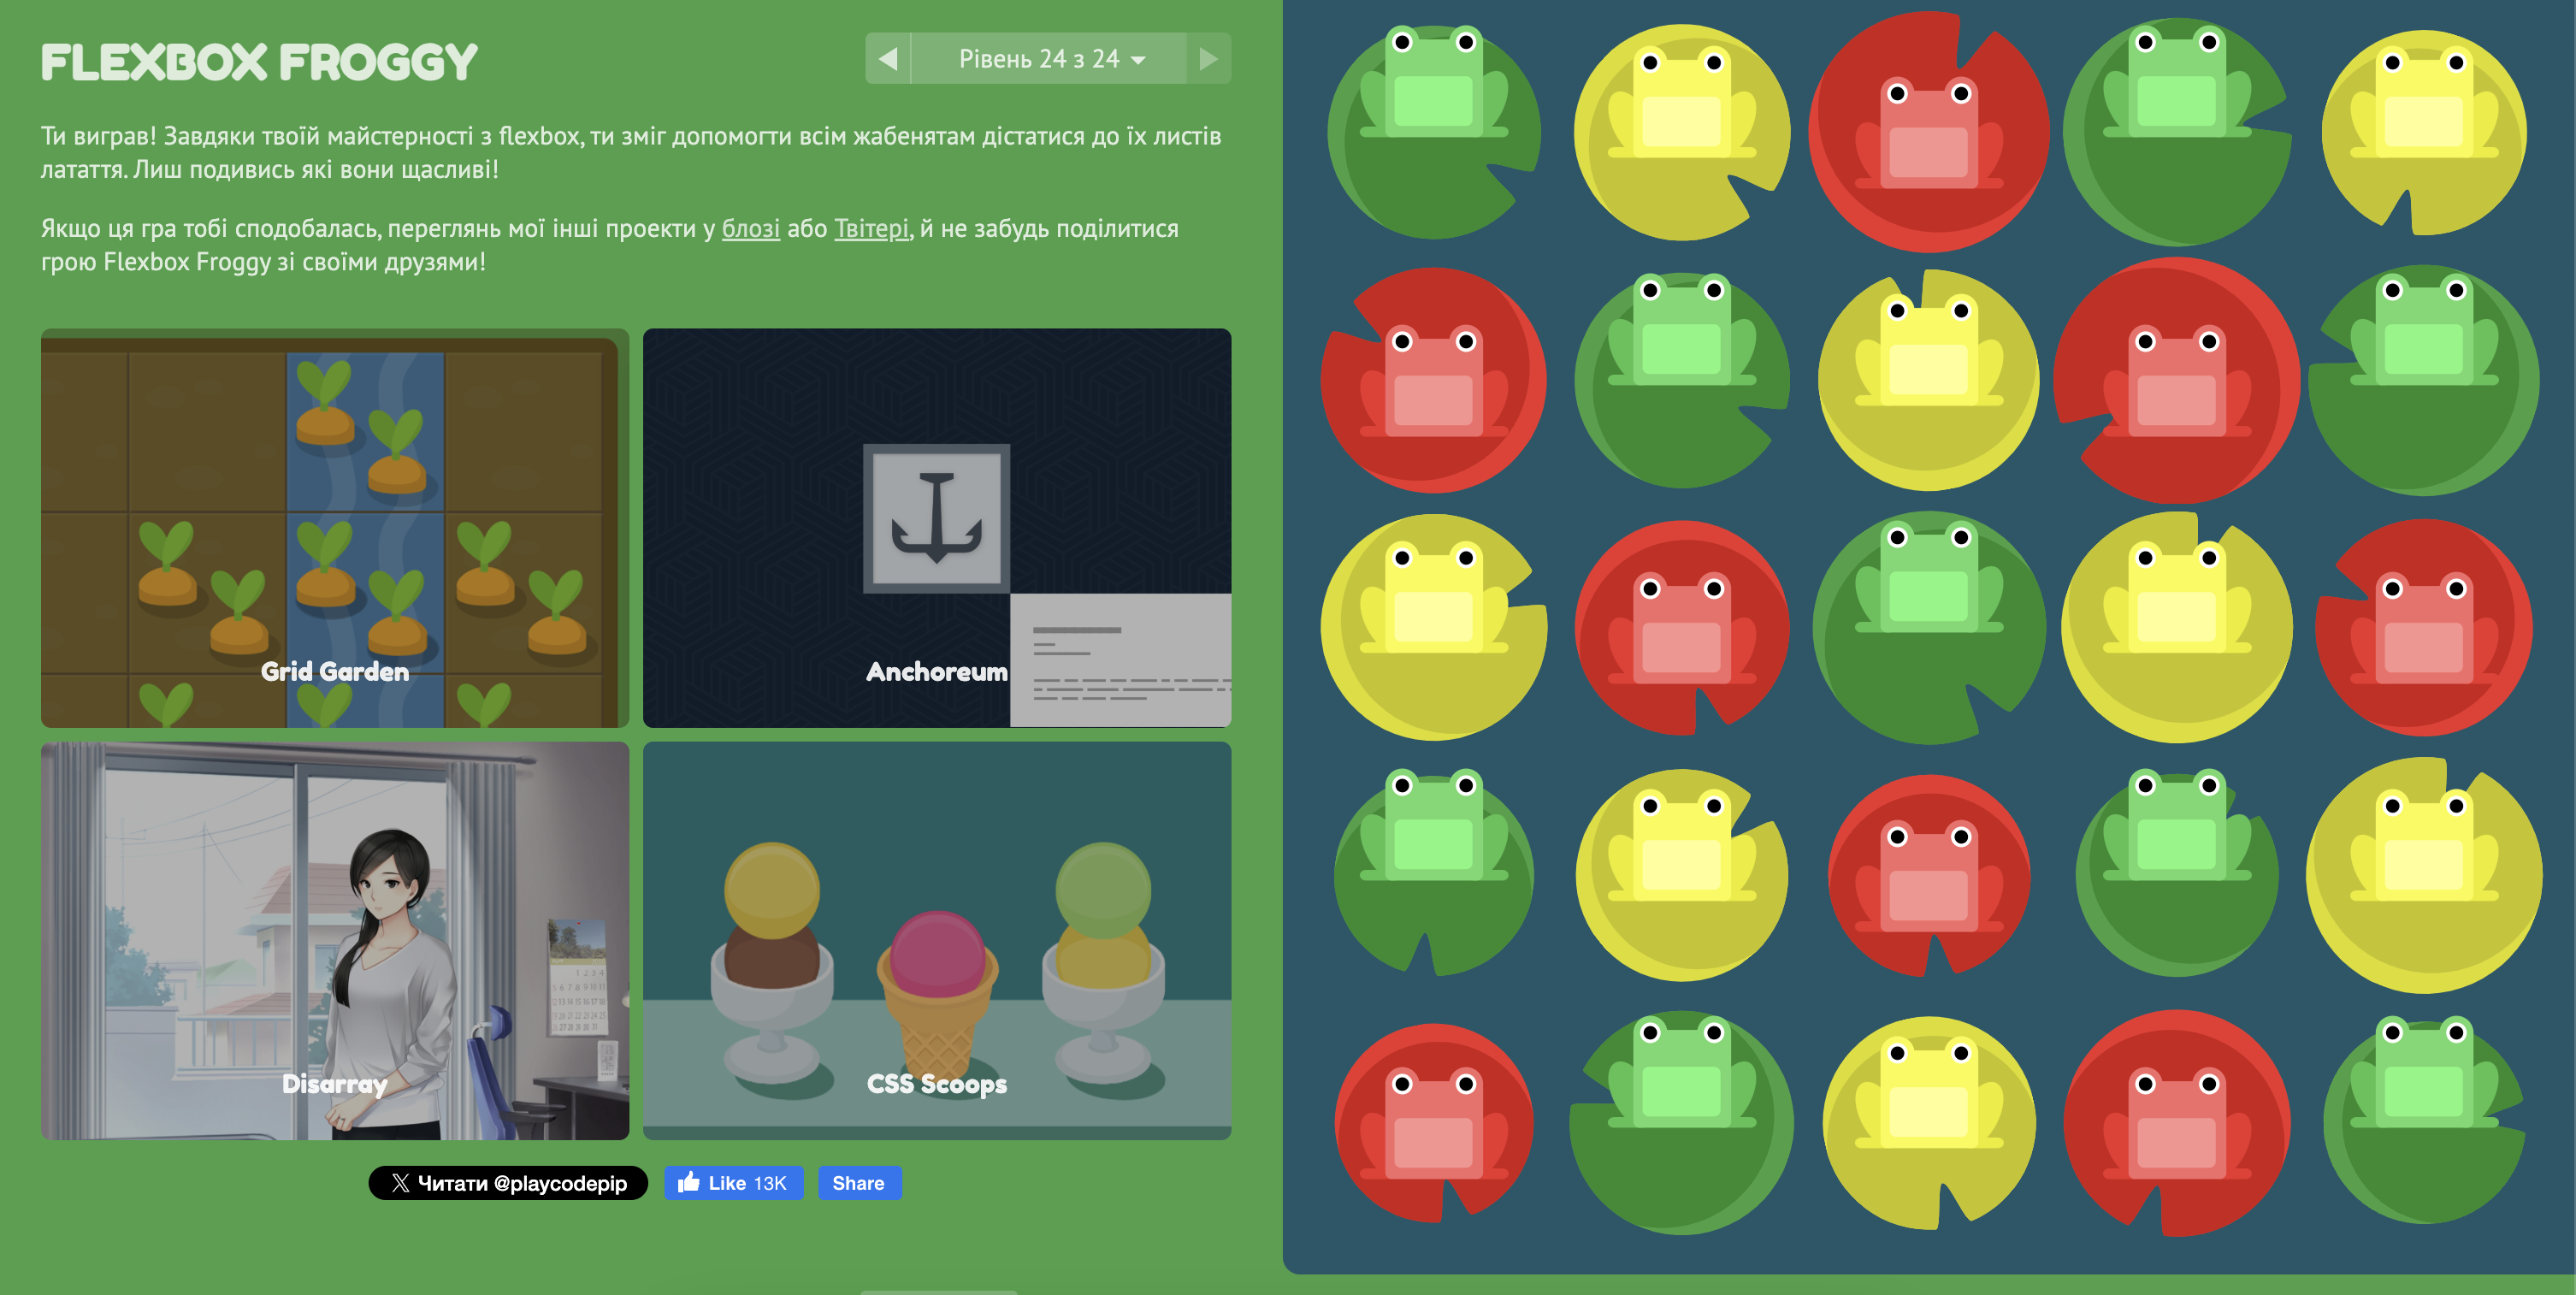 FLEXBOX FROGGY
Рівень 24 з 24
Ти виграв! Завдяки твоїй майстерності з flexbox, ти зміг допомогти всім жабенятам дістатися до їх листів
латаття. Лиш подивись які вони щасливі!
Якщо ця гра тобі сподобалась, переглянь мої інші проекти у блозі або Твітері, й не забудь поділитися
грою Flexbox Froggy зі своїми друзями!
Grid Garden
Anchoreum
Disarray
CSS Scoops
Читати @playcodepip
Like 13K
Share